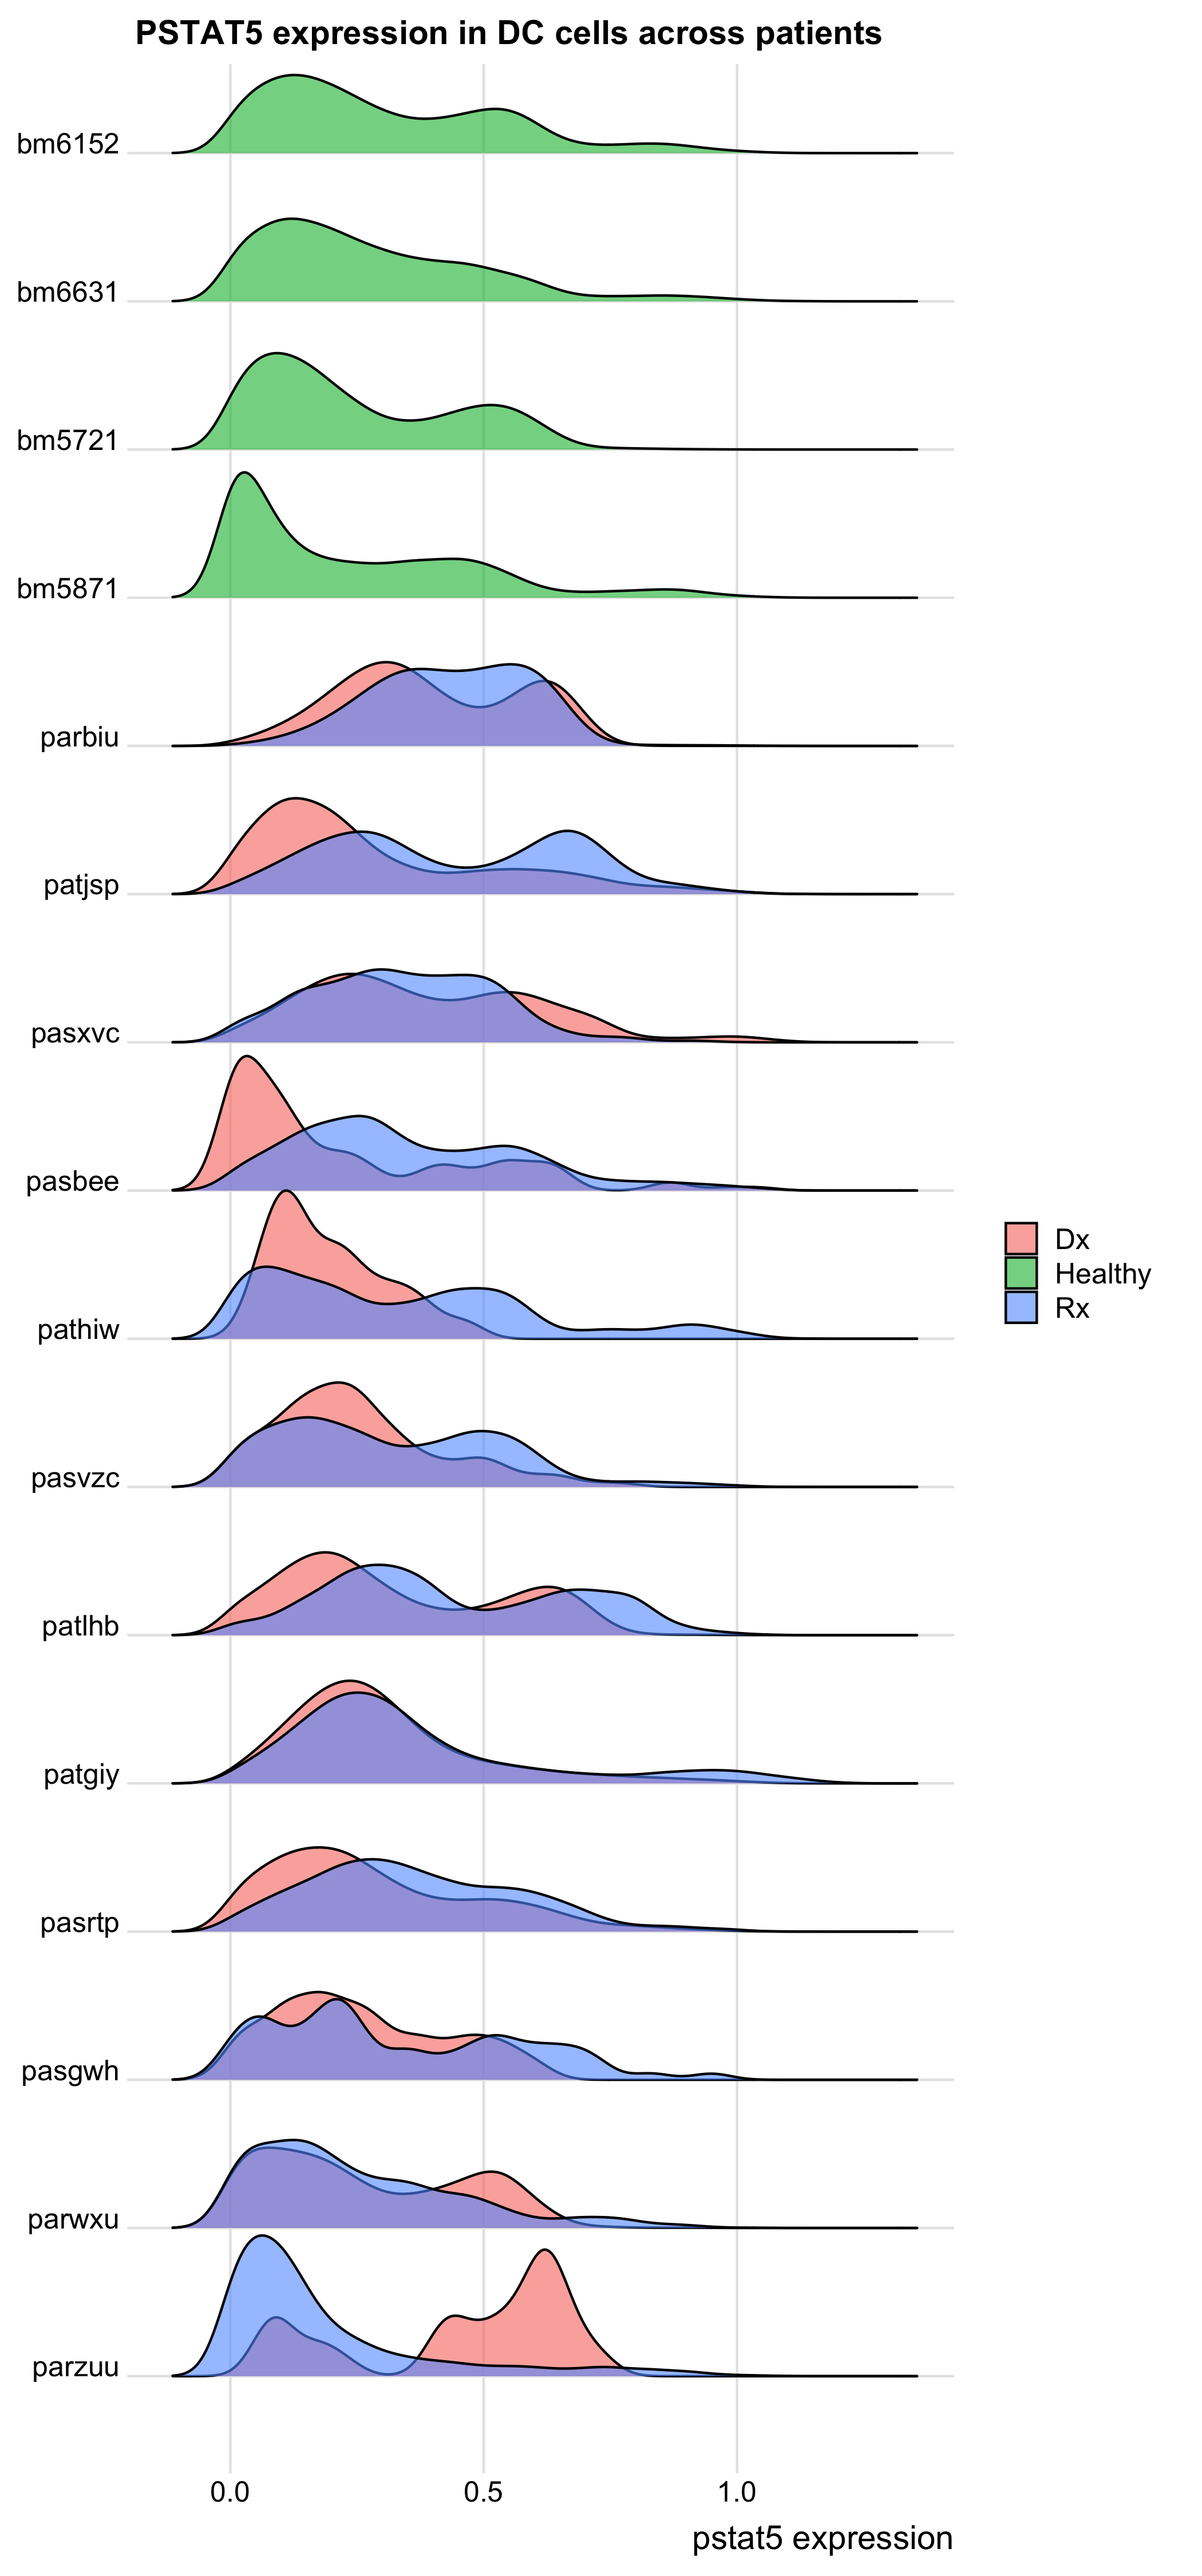 PSTAT5 expression in DC cells across patients
bm6152
bm6631
bm5721
bm5871
parbiu
patjsp
pasxvc
pasbee
pathiw
pasvzc
patlhb
patgiy
pasrtp
pasgwh
parwxu
parzuu
0.0 0.5 1.0
pstat5 expression
Dx
Healthy
Rx